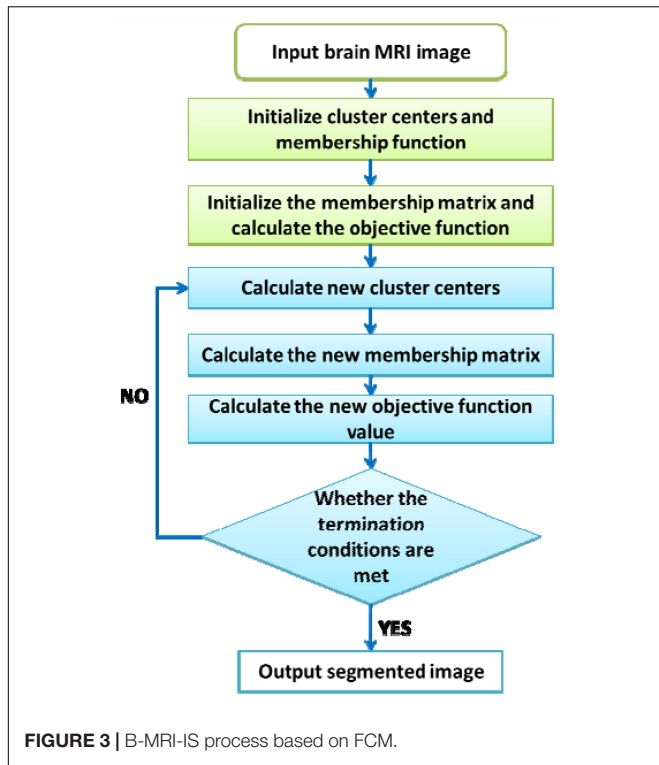 Input brain MRI image
Initialize cluster centers and
membership function
Initialize the membership matrix and
calculate the objective function
Calculate new cluster centers
Calculate the new membership matrix
NO
Calculate the new objective function
value
Whether the
termination
conditions are
met
YES
Output segmented image
FIGURE 3 | B-MRI-IS process based on FCM.